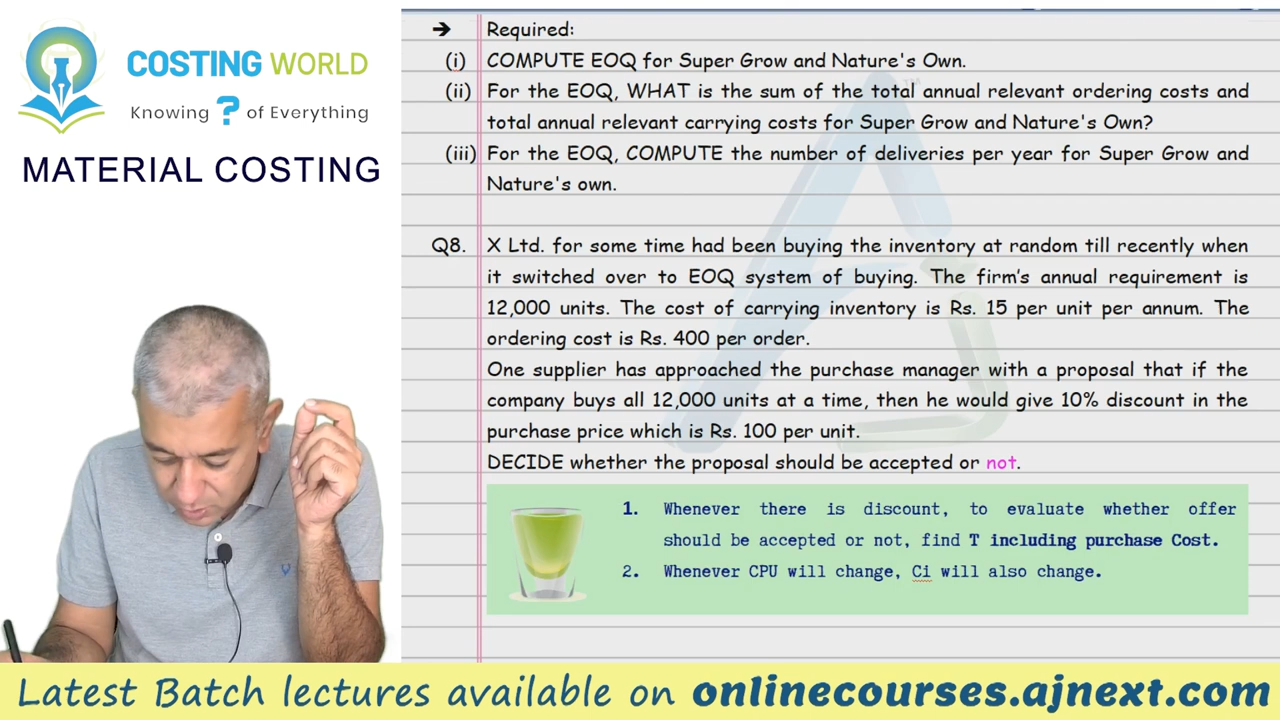 COSTING WORLD
Knowing ? of Everything
MATERIAL COSTING
➔ Required:
(i) COMPUTE EOQ for Super Grow and Nature's Own.
(ii) For the EOQ, WHAT is the sum of the total annual relevant ordering costs and
total annual relevant carrying costs for Super Grow and Nature's Own?
(iii) For the EOQ, COMPUTE the number of deliveries per year for Super Grow and
Nature's own.
Q8. X Ltd. for some time had been buying the inventory at random till recently when
it switched over to EOQ system of buying. The firm's annual requirement is
12,000 units. The cost of carrying inventory is Rs. 15 per unit per annum. The
ordering cost is Rs. 400 per order.
One supplier has approached the purchase manager with a proposal that if the
company buys all 12,000 units at a time, then he would give 10% discount in the
purchase price which is Rs. 100 per unit.
DECIDE whether the proposal should be accepted or not.
1. Whenever there is discount, to evaluate whether offer
should be accepted or not, find T including purchase Cost.
2. Whenever CPU will change, Ci will also change.
Latest Batch lectures available on onlinecourses.ajnext.com